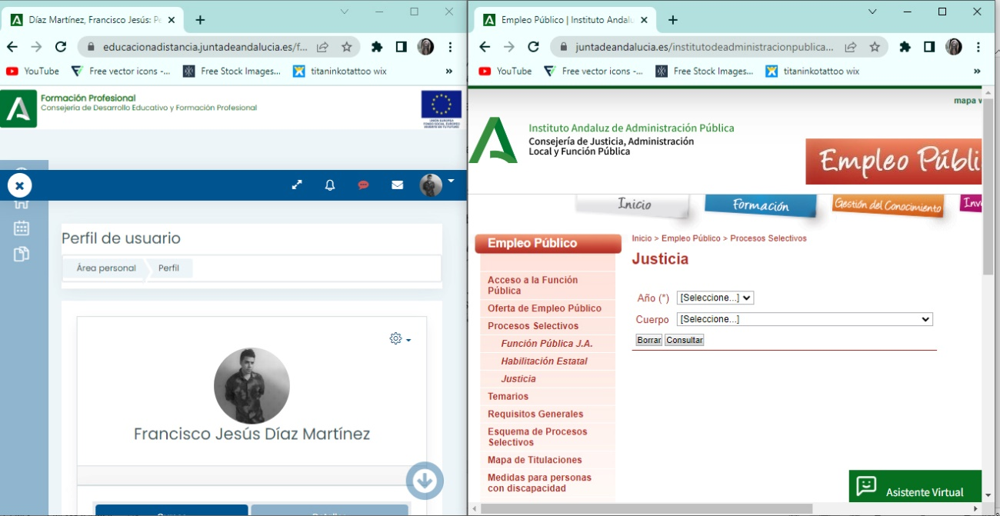 Díaz Martínez, Francisco Jesús: Pe
educacionadistancia.juntadeandalucia.es/f...
YouTube
Free vector icons -...
Free Stock Images...
titaninkotattoo wix
»
Formación Profesional
Consejería de Desarrollo Educativo y Formación Profesional
Perfil de usuario
Área personal
Perfil
Francisco Jesús Díaz Martínez
Empleo Público | Instituto Andalu
juntadeandalucia.es/institutodeadministracionpublica...
YouTube
Free vector icons -...
Free Stock Images...
titaninkotattoo wix
»
mapa
Instituto Andaluz de Administración Pública
Consejería de Justicia, Administración
Local y Función Pública
Empleo Públi
Inicio
Formación
Gestión del Conocimiento
Inv
Empleo Público
Acceso a la Función
Pública
Oferta de Empleo Público
Procesos Selectivos
Función Pública J.A.
Habilitación Estatal
Justicia
Temarios
Requisitos Generales
Esquema de Procesos
Selectivos
Mapa de Titulaciones
Medidas para personas
con discapacidad
Inicio > Empleo Público > Procesos Selectivos
Justicia
Año (*) [Seleccione...]
Cuerpo [Seleccione...]
Borrar Consultar
Asistente Virtual